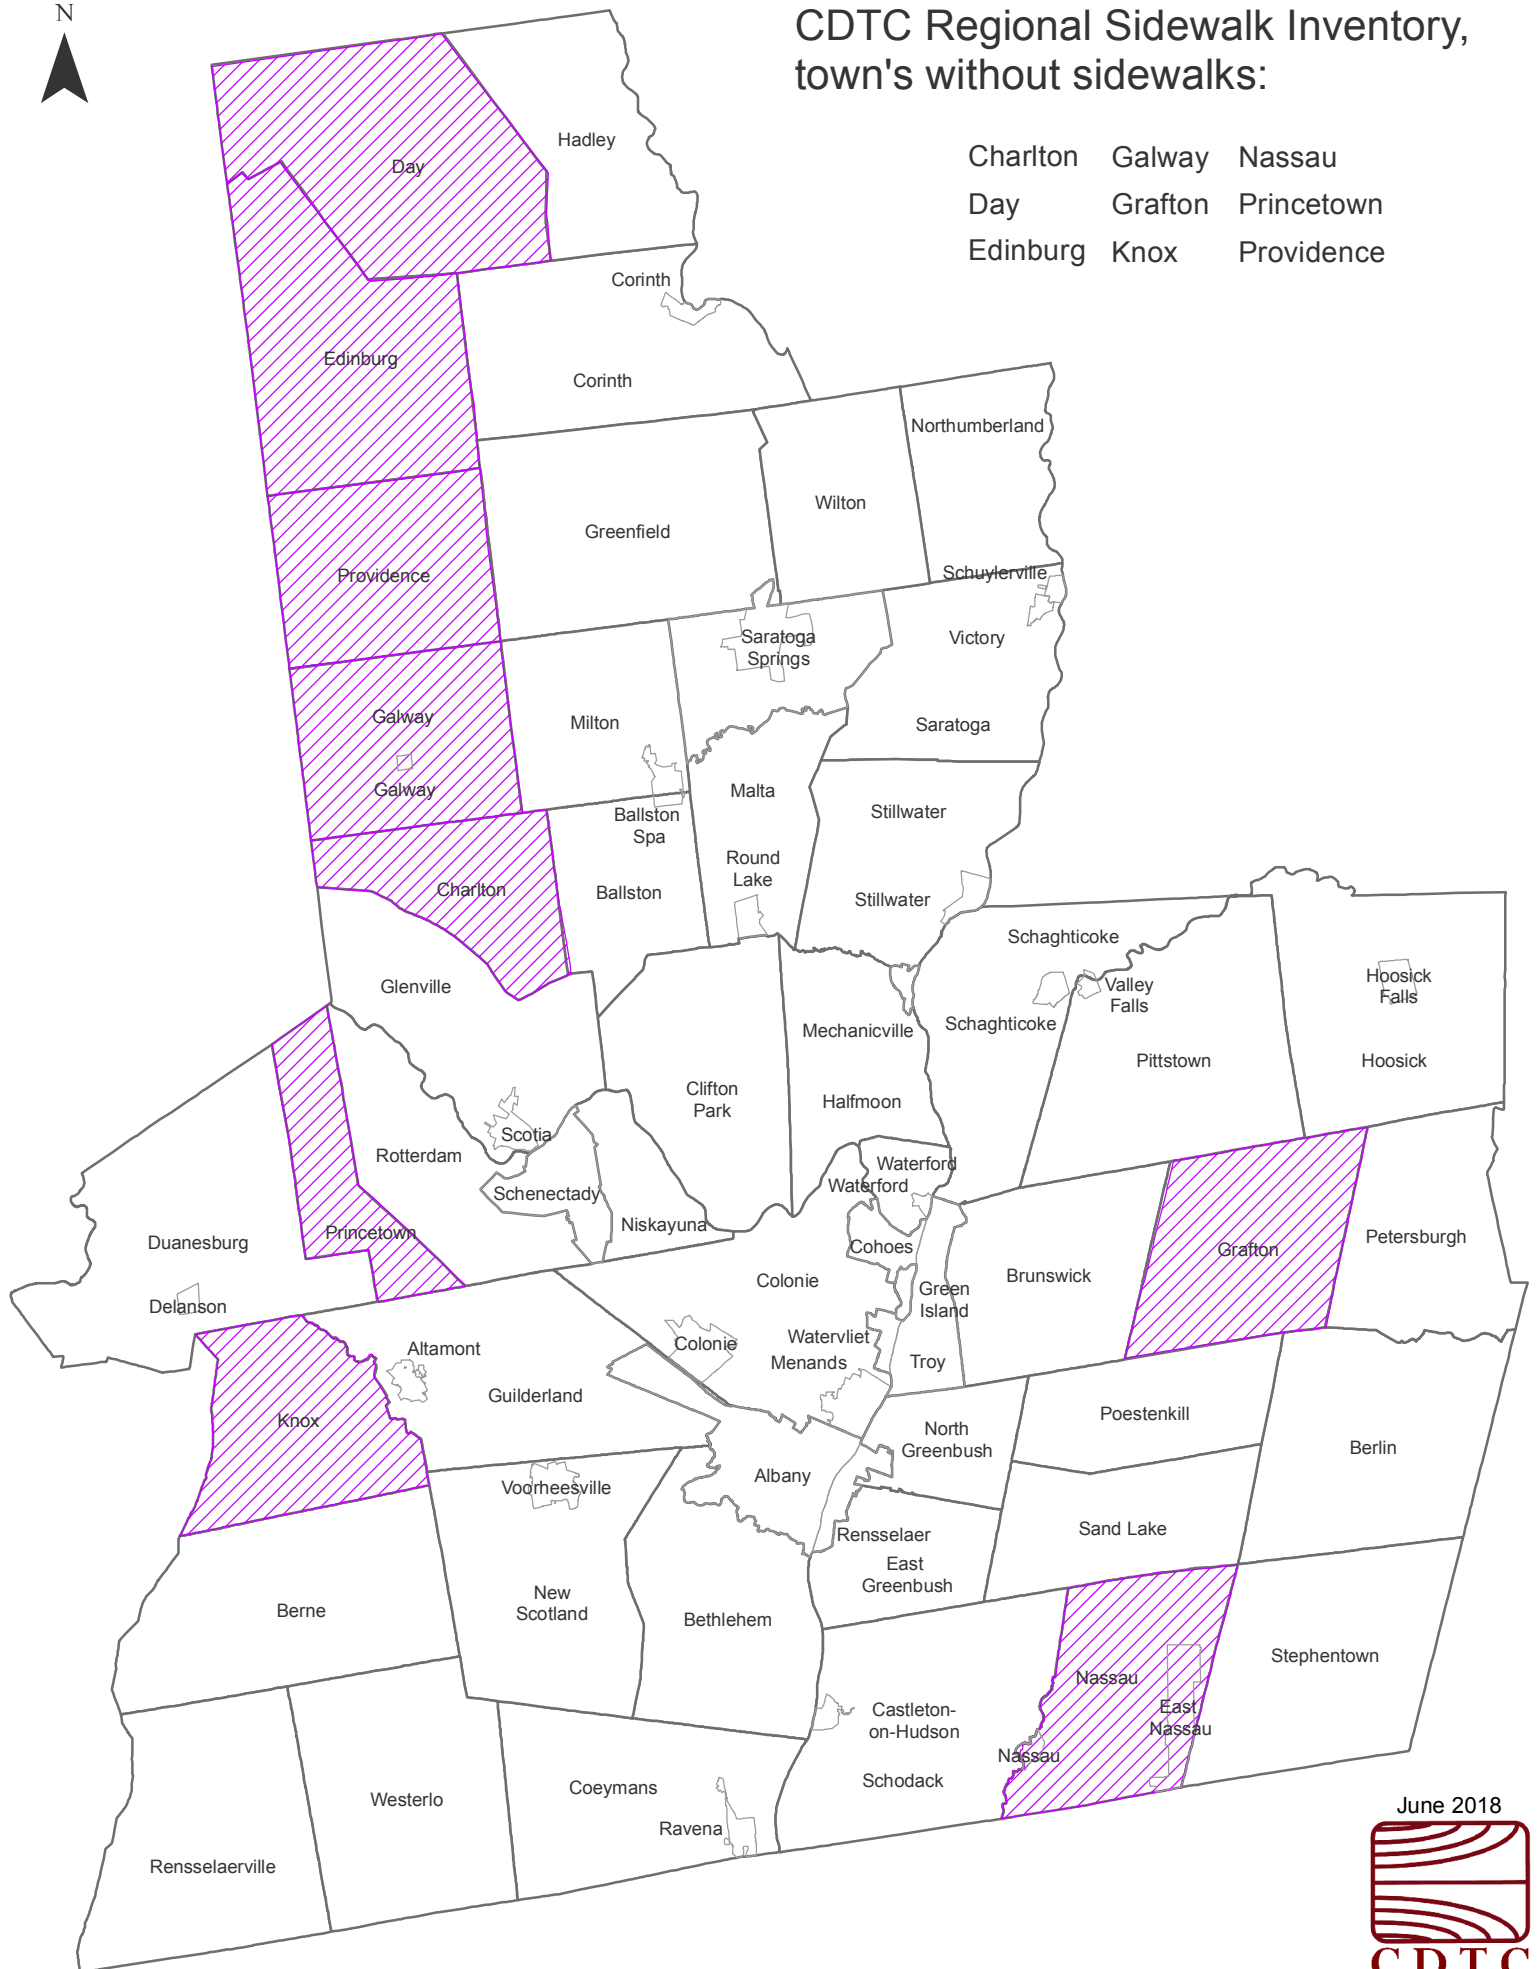 N
CDTC Regional Sidewalk Inventory,
town's without sidewalks:
Charlton Galway Nassau
Day Grafton Princetown
Edinburg Knox Providence
Hadley
Day
Corinth
Edinburg
Corinth
Northumberland
Wilton
Greenfield
Providence
Schuylerville
Saratoga
Springs
Victory
Galway
Milton
Saratoga
Galway
Malta
Ballston
Spa
Stillwater
Round
Lake
Charlton
Ballston
Stillwater
Schaghticoke
Glenville
Valley
Falls
Hoosick
Falls
Mechanicville
Schaghticoke
Pittstown
Hoosick
Clifton
Park
Halfmoon
Scotia
Rotterdam
Waterford
Waterford
Schenectady
Niskayuna
Princetown
Duanesburg
Cohoes
Grafton
Petersburgh
Colonie
Green
Island
Brunswick
Delanson
Watervliet
Colonie
Altamont
Menands
Troy
Guilderland
Knox
North
Greenbush
Poestenkill
Berlin
Albany
Voorheesville
Rensselaer
Sand Lake
East
Greenbush
Berne
New
Scotland
Bethlehem
Stephentown
Nassau
East
Nassau
Castleton-
on-Hudson
Nassau
Schodack
Coeymans
Westerlo
Ravena
Rensselaerville
June 2018
CDTC